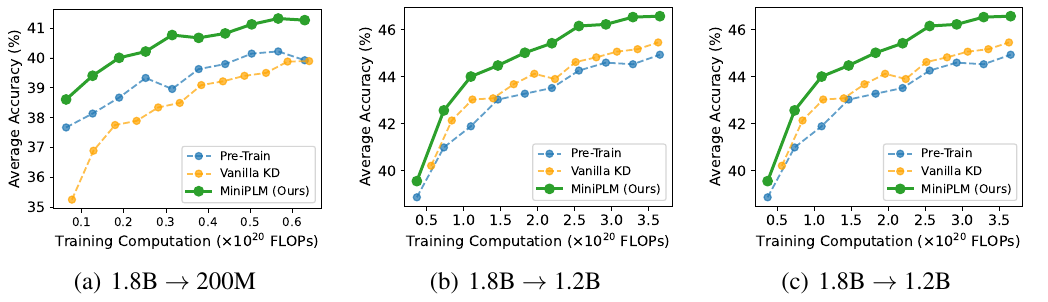 Average Accuracy (%)
41
40
39
38
37
36
35
Pre-Train
Vanilla KD
MiniPLM (Ours)
0.1 0.2 0.3 0.4 0.5 0.6
Training Computation (×10²⁰ FLOPs)
(a) 1.8B → 200M
Average Accuracy (%)
46
44
42
40
Pre-Train
Vanilla KD
MiniPLM (Ours)
0.5 1.0 1.5 2.0 2.5 3.0 3.5
Training Computation (×10²⁰ FLOPs)
(b) 1.8B → 1.2B
Average Accuracy (%)
46
44
42
40
Pre-Train
Vanilla KD
MiniPLM (Ours)
0.5 1.0 1.5 2.0 2.5 3.0 3.5
Training Computation (×10²⁰ FLOPs)
(c) 1.8B → 1.2B